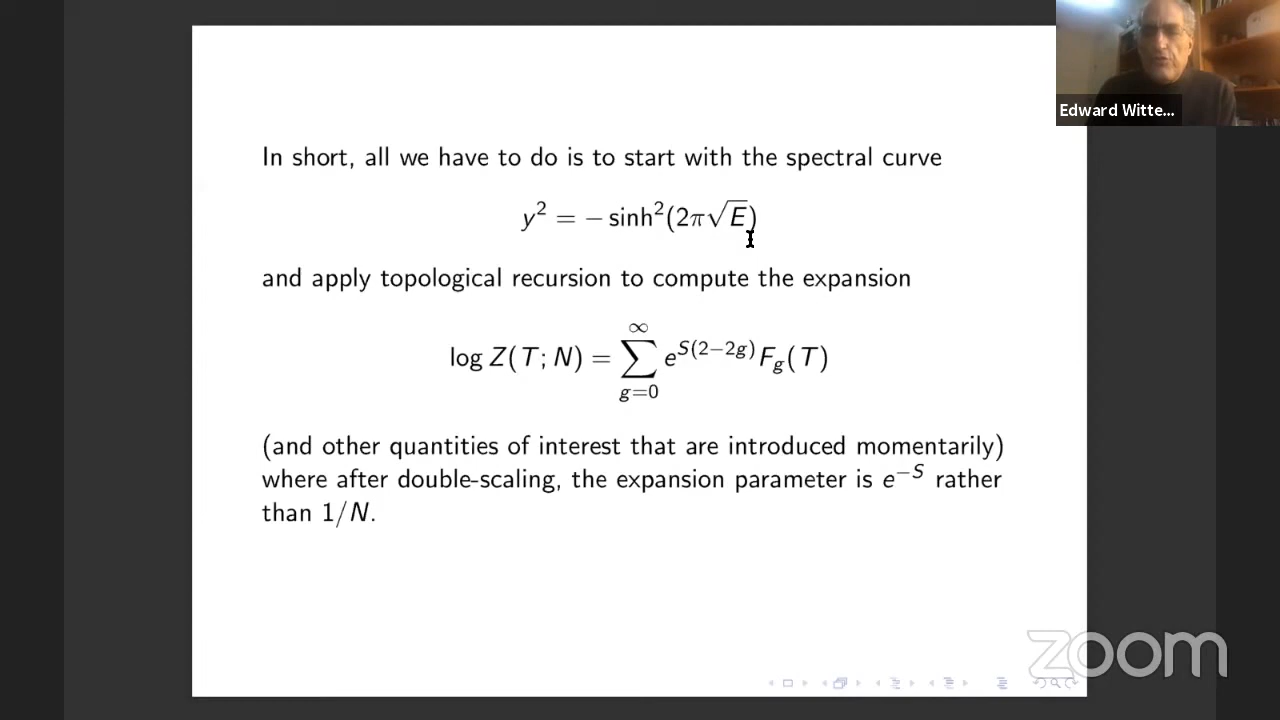 Edward Witte...
In short, all we have to do is to start with the spectral curve
y² = − sinh²(2π√E)
and apply topological recursion to compute the expansion
log Z(T; N) = ∑_{g=0}^{∞} e^{S(2−2g)} F_g(T)
(and other quantities of interest that are introduced momentarily)
where after double-scaling, the expansion parameter is e^{−S} rather
than 1/N.
zoom